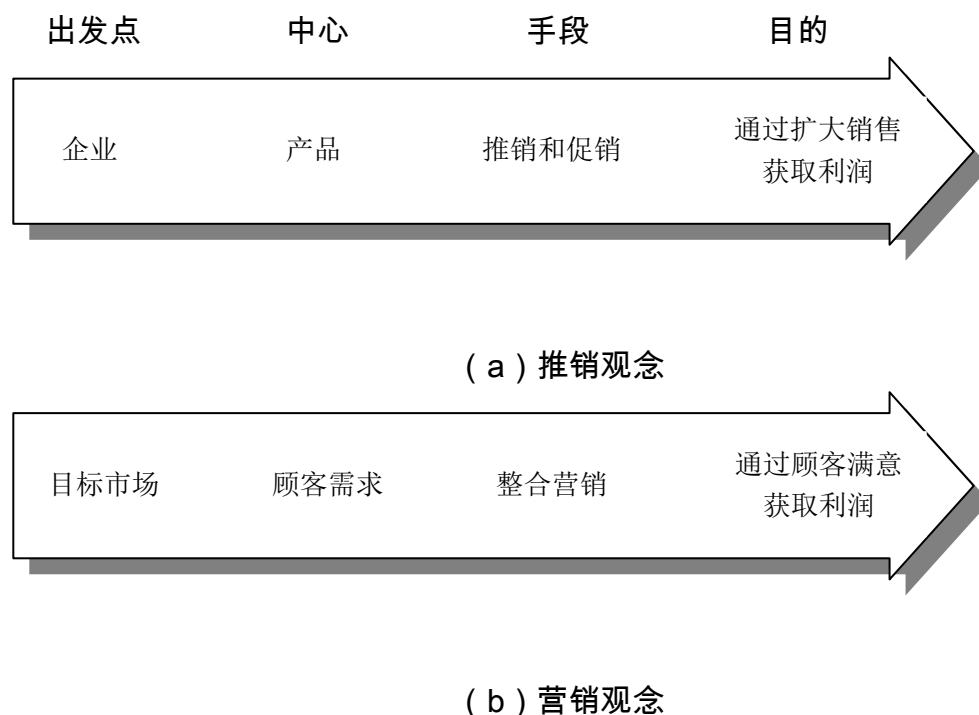 出发点 中心 手段 目的
企业 产品 推销和促销 通过扩大销售
获取利润
(a)推销观念
目标市场 顾客需求 整合营销 通过顾客满意
获取利润
(b)营销观念